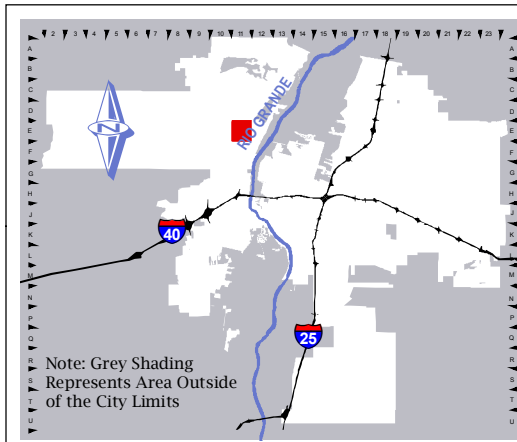 2 3 4 5 6 7 8 9 10 11 12 13 14 15 16 17 18 19 20 21 22 23
A A
B B
C C
D D
E E
F F
G G
H H
J J
K K
L L
M M
N N
P P
Q Q
R R
S S
T T
U U
N
RIO GRANDE
40
25
Note: Grey Shading
Represents Area Outside
of the City Limits